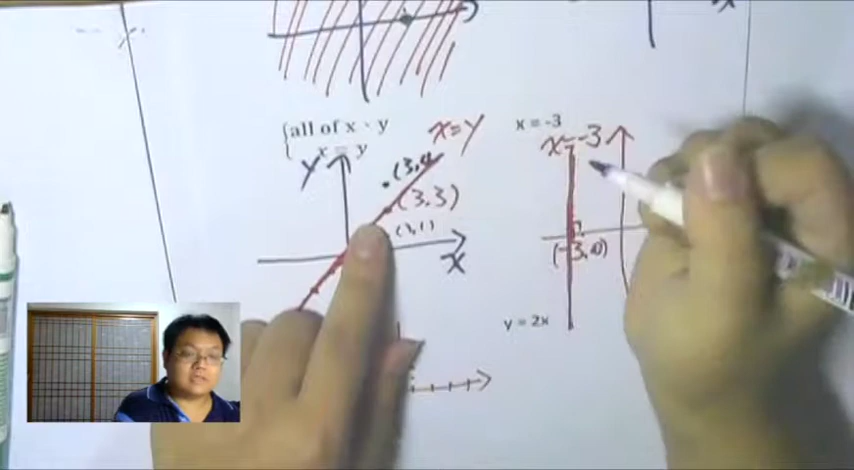 all of x - y
x = y
x=y
Y
(3,4)
(3,3)
(3,1)
X
x = -3
x=-3
(-3,0)
y = 2x